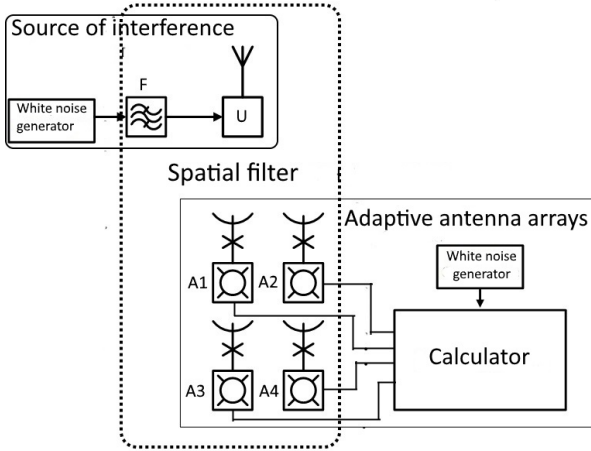 Source of interference
F
White noise
generator
U
Spatial filter
Adaptive antenna arrays
White noise
generator
A1
A2
Calculator
A3
A4